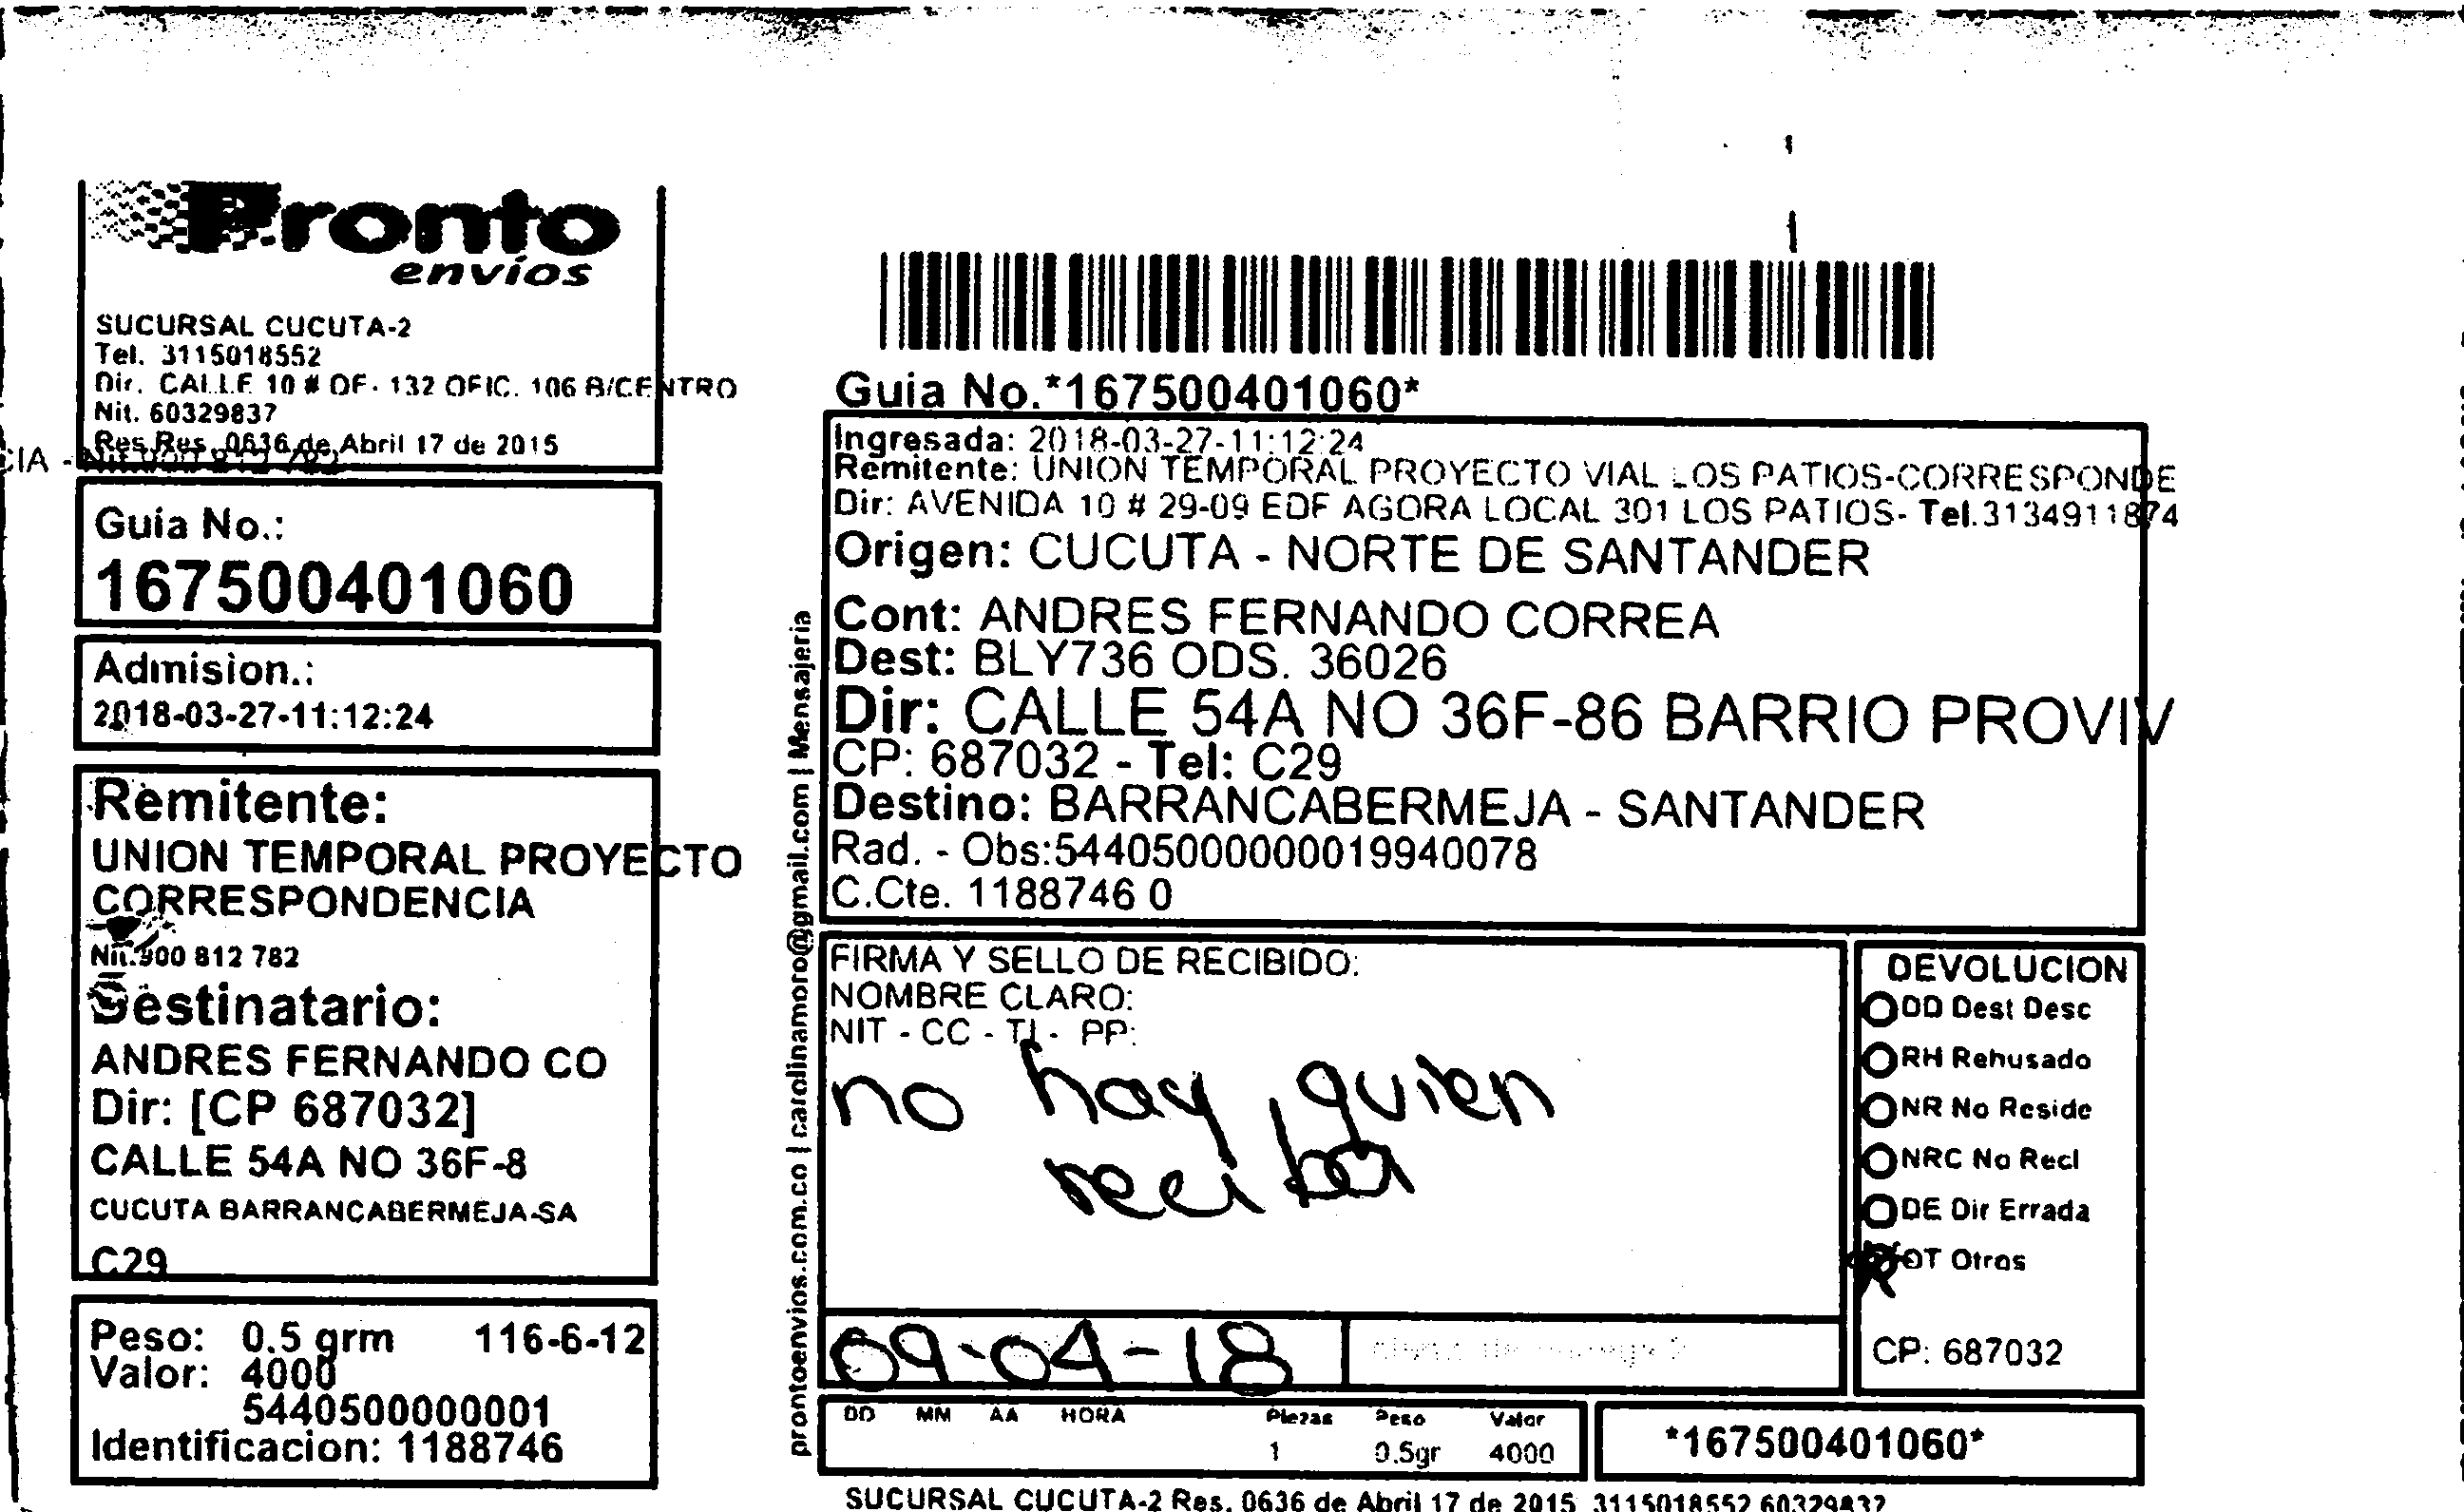 Pronto
envíos
SUCURSAL CUCUTA-2
Tel. 3115018552
Dir. CALLE 10 # OF- 132 OFIC. 106 B/CENTRO
Nit. 60329837
Res Res. 0636 de Abril 17 de 2015
CIA - Nit.900 812 782
Guia No.:
167500401060
Admision.:
2018-03-27-11:12:24
Remitente:
UNION TEMPORAL PROYECTO
CORRESPONDENCIA
Nit.900 812 782
Destinatario:
ANDRES FERNANDO CO
Dir: [CP 687032]
CALLE 54A NO 36F-8
CUCUTA BARRANCABERMEJA-SA
C29
Peso: 0.5 grm 116-6-12
Valor: 4000
5440500000001
Identificacion: 1188746
prontoenvios.com.co | carolinamoro@gmail.com | Mensajeria
Guia No.*167500401060*
Ingresada: 2018-03-27-11:12:24
Remitente: UNION TEMPORAL PROYECTO VIAL LOS PATIOS-CORRESPONDE
Dir: AVENIDA 10 # 29-09 EDF AGORA LOCAL 301 LOS PATIOS- Tel.3134911874
Origen: CUCUTA - NORTE DE SANTANDER
Cont: ANDRES FERNANDO CORREA
Dest: BLY736 ODS. 36026
Dir: CALLE 54A NO 36F-86 BARRIO PROVIV
CP: 687032 - Tel: C29
Destino: BARRANCABERMEJA - SANTANDER
Rad. - Obs:544050000000019940078
C.Cte. 1188746 0
FIRMA Y SELLO DE RECIBIDO:
NOMBRE CLARO:
NIT - CC - TI - PP:
no hay quien
reciba
09-04-18
DEVOLUCION
DD Dest Desc
RH Rehusado
NR No Reside
NRC No Recl
DE Dir Errada
OT Otros
CP: 687032
DD MM AA HORA Piezas Peso Valor
1 0.5gr 4000
*167500401060*
SUCURSAL CUCUTA-2 Res. 0636 de Abril 17 de 2015 3115018552 60329837